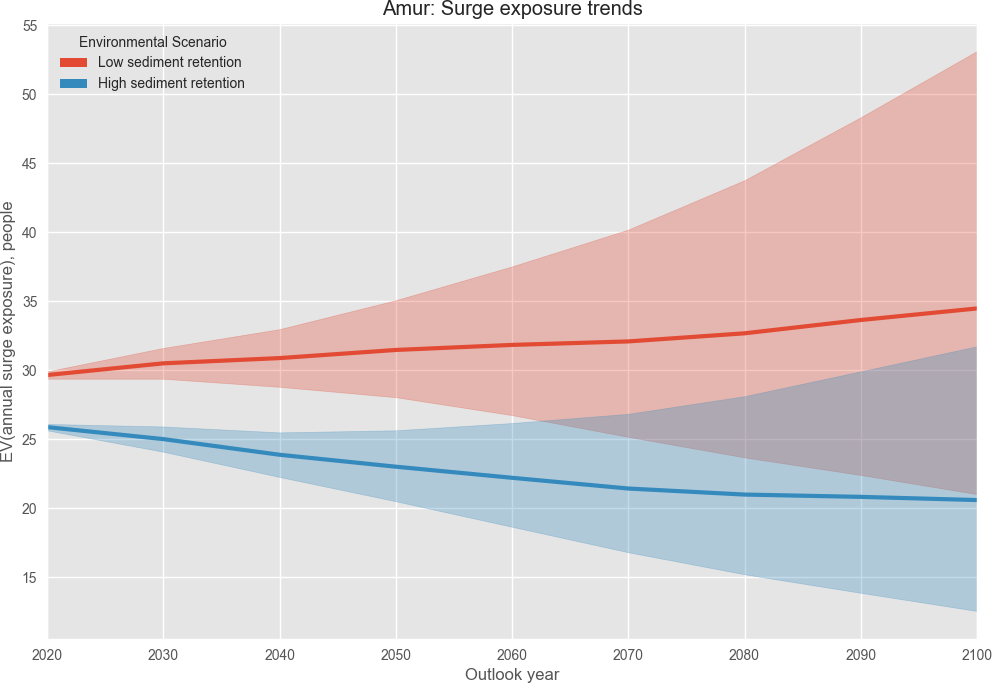 Amur: Surge exposure trends
Environmental Scenario
Low sediment retention
High sediment retention
EV(annual surge exposure), people
55
50
45
40
35
30
25
20
15
2020 2030 2040 2050 2060 2070 2080 2090 2100
Outlook year